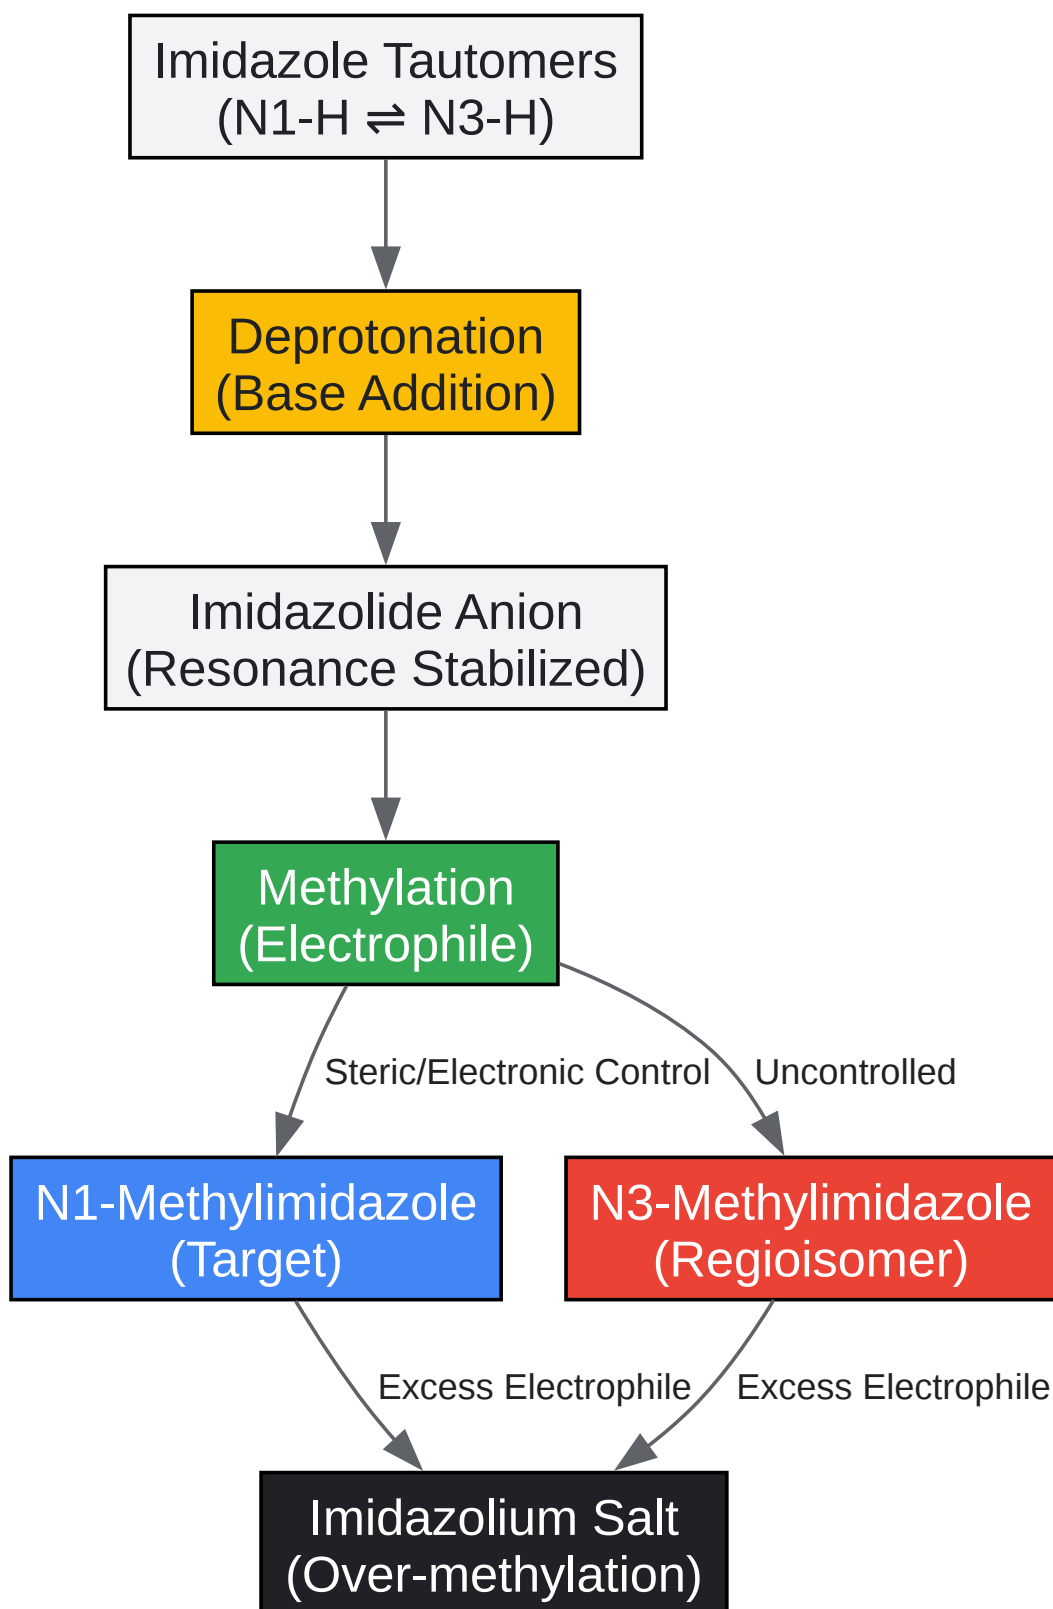 Imidazole Tautomers
(N1-H ⇌ N3-H)
Deprotonation
(Base Addition)
Imidazolide Anion
(Resonance Stabilized)
Methylation
(Electrophile)
Steric/Electronic Control
Uncontrolled
N1-Methylimidazole
(Target)
N3-Methylimidazole
(Regioisomer)
Excess Electrophile
Excess Electrophile
Imidazolium Salt
(Over-methylation)